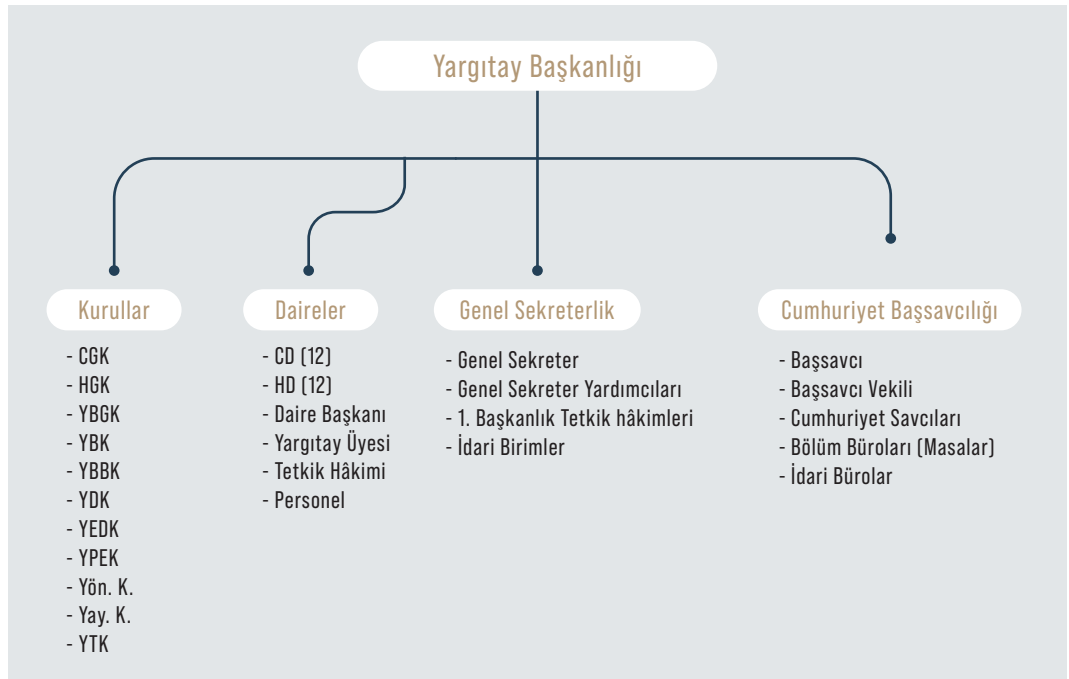 Yargıtay Başkanlığı
Kurullar
- CGK
- HGK
- YBGK
- YBK
- YBBK
- YDK
- YEDK
- YPEK
- Yön. K.
- Yay. K.
- YTK
Daireler
- CD (12)
- HD (12)
- Daire Başkanı
- Yargıtay Üyesi
- Tetkik Hâkimi
- Personel
Genel Sekreterlik
- Genel Sekreter
- Genel Sekreter Yardımcıları
- 1. Başkanlık Tetkik hâkimleri
- İdari Birimler
Cumhuriyet Başsavcılığı
- Başsavcı
- Başsavcı Vekili
- Cumhuriyet Savcıları
- Bölüm Büroları (Masalar)
- İdari Bürolar